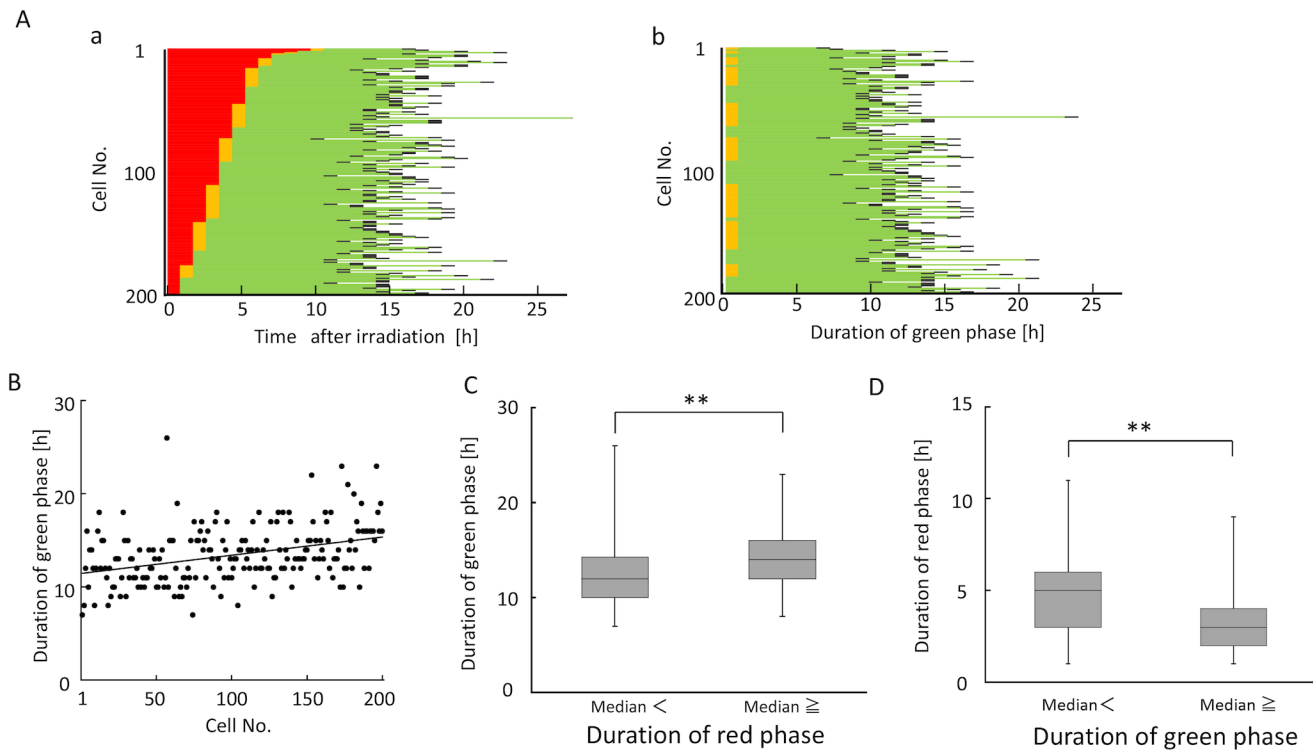 A
a
1
100
200
Cell No.
0 5 10 15 20 25
Time after irradiation [h]
b
1
100
200
Cell No.
0 5 10 15 20 25
Duration of green phase [h]
B
30
20
10
0
Duration of green phase [h]
1 50 100 150 200
Cell No.
C
**
30
20
10
0
Duration of green phase [h]
Median < Median ≧
Duration of red phase
D
**
15
10
5
0
Duration of red phase [h]
Median < Median ≧
Duration of green phase